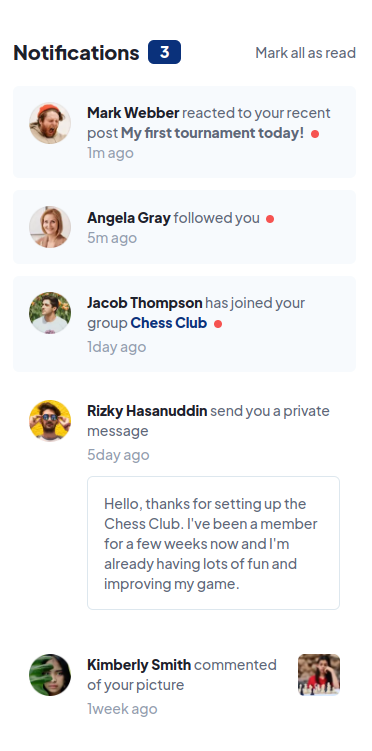 Notifications 3 Mark all as read
Mark Webber reacted to your recent
post My first tournament today!
1m ago
Angela Gray followed you
5m ago
Jacob Thompson has joined your
group Chess Club
1day ago
Rizky Hasanuddin send you a private
message
5day ago
Hello, thanks for setting up the
Chess Club. I've been a member
for a few weeks now and I'm
already having lots of fun and
improving my game.
Kimberly Smith commented
of your picture
1week ago